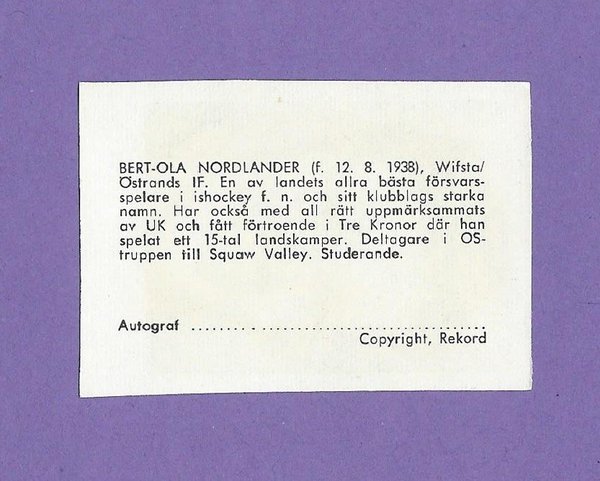 BERT-OLA NORDLANDER (f. 12. 8. 1938), Wifsta/
Östrands IF. En av landets allra bästa försvars-
spelare i ishockey f. n. och sitt klubblags starka
namn. Har också med all rätt uppmärksammats
av UK och fått förtroende i Tre Kronor där han
spelat ett 15-tal landskamper. Deltagare i OS-
truppen till Squaw Valley. Studerande.
Autograf ..............................................
Copyright, Rekord